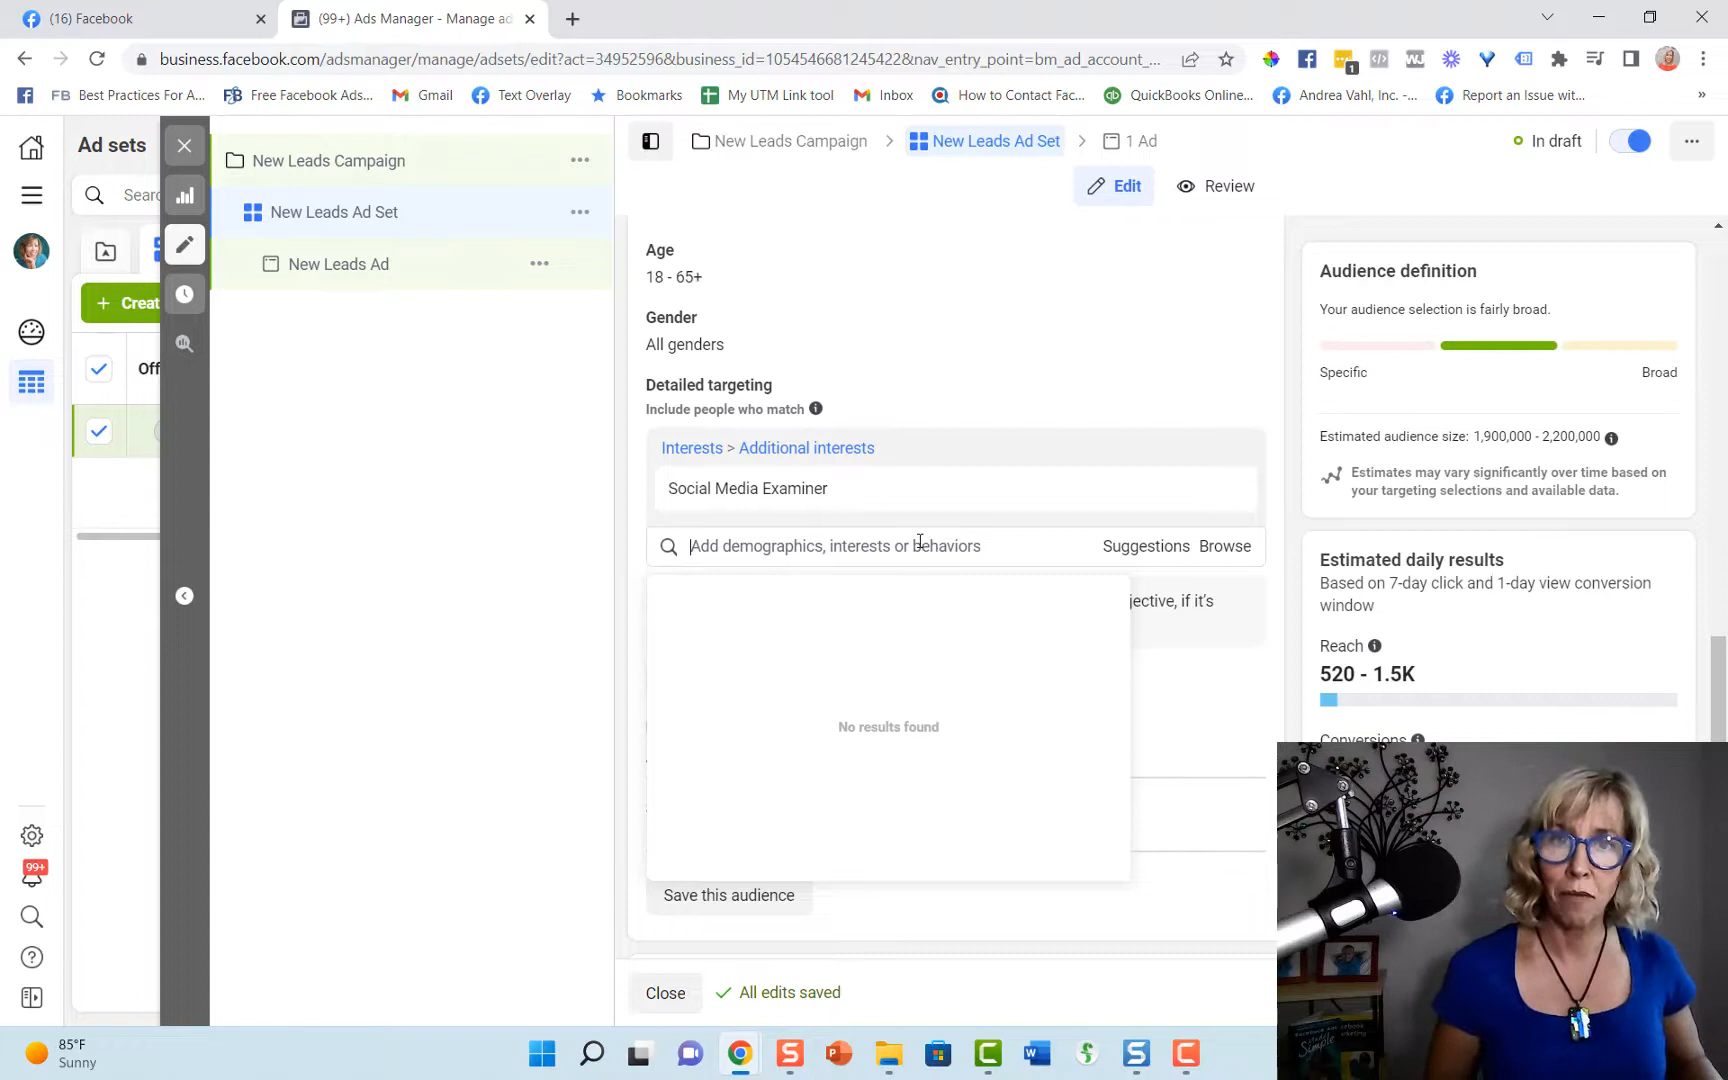 (16) Facebook
(99+) Ads Manager - Manage ad
business.facebook.com/adsmanager/manage/adsets/edit?act=34952596&business_id=1054546681245422&nav_entry_point=bm_ad_account_...
1
FB Best Practices For A...
Free Facebook Ads...
Gmail
Text Overlay
Bookmarks
My UTM Link tool
Inbox
How to Contact Fac...
QuickBooks Online...
Andrea Vahl, Inc. -...
Report an Issue wit...
»
Ad sets
New Leads Campaign
New Leads Campaign
New Leads Ad Set
1 Ad
In draft
Edit
Review
Sear
New Leads Ad Set
New Leads Ad
+ Creat
Off
Age
18 - 65+
Gender
All genders
Detailed targeting
Include people who match
Interests > Additional interests
Social Media Examiner
Add demographics, interests or behaviors
Suggestions
Browse
jective, if it's
No results found
Save this audience
Close
All edits saved
Audience definition
Your audience selection is fairly broad.
Specific
Broad
Estimated audience size: 1,900,000 - 2,200,000
Estimates may vary significantly over time based on
your targeting selections and available data.
Estimated daily results
Based on 7-day click and 1-day view conversion
window
Reach
520 - 1.5K
Conversions
99+
85°F
Sunny